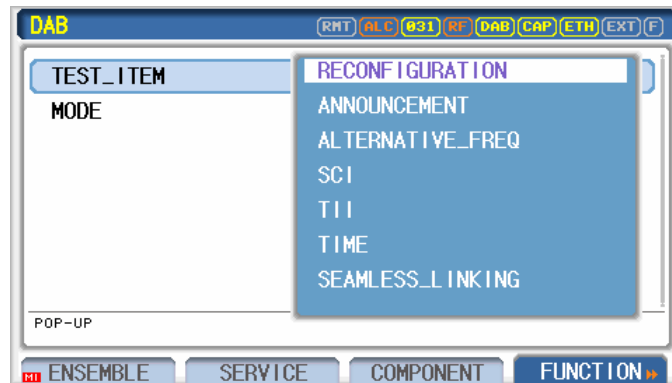 DAB RMT ALC 031 RF DAB CAP ETH EXT F
TEST_ITEM
MODE
RECONFIGURATION
ANNOUNCEMENT
ALTERNATIVE_FREQ
SCI
TII
TIME
SEAMLESS_LINKING
POP-UP
MI ENSEMBLE SERVICE COMPONENT FUNCTION